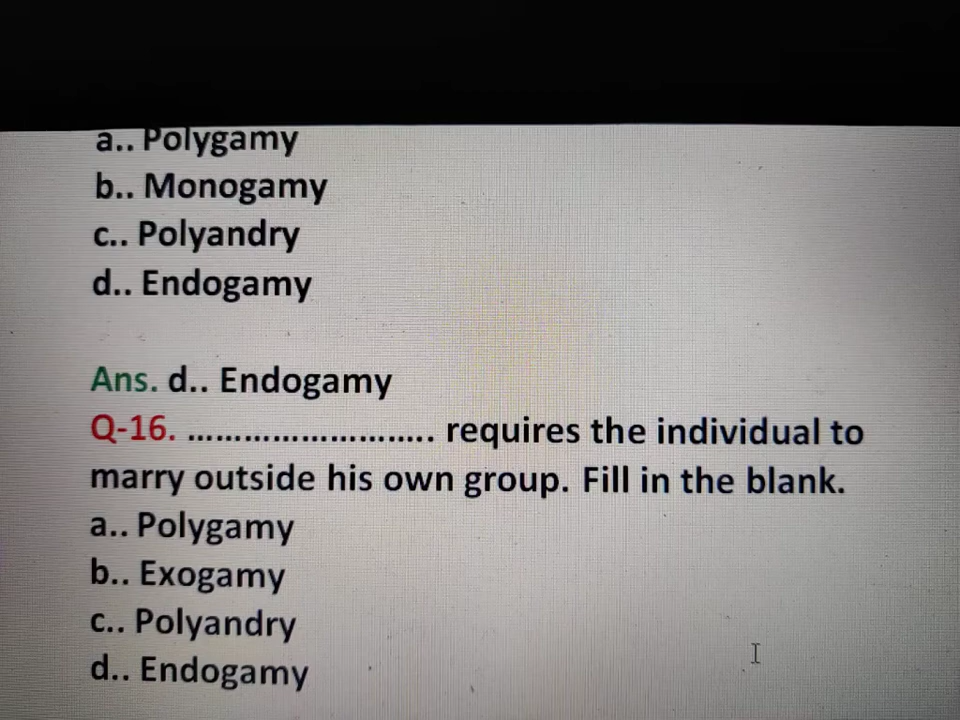 a.. Polygamy
b.. Monogamy
c.. Polyandry
d.. Endogamy
Ans. d.. Endogamy
Q-16. ........................... requires the individual to
marry outside his own group. Fill in the blank.
a.. Polygamy
b.. Exogamy
c.. Polyandry
d.. Endogamy